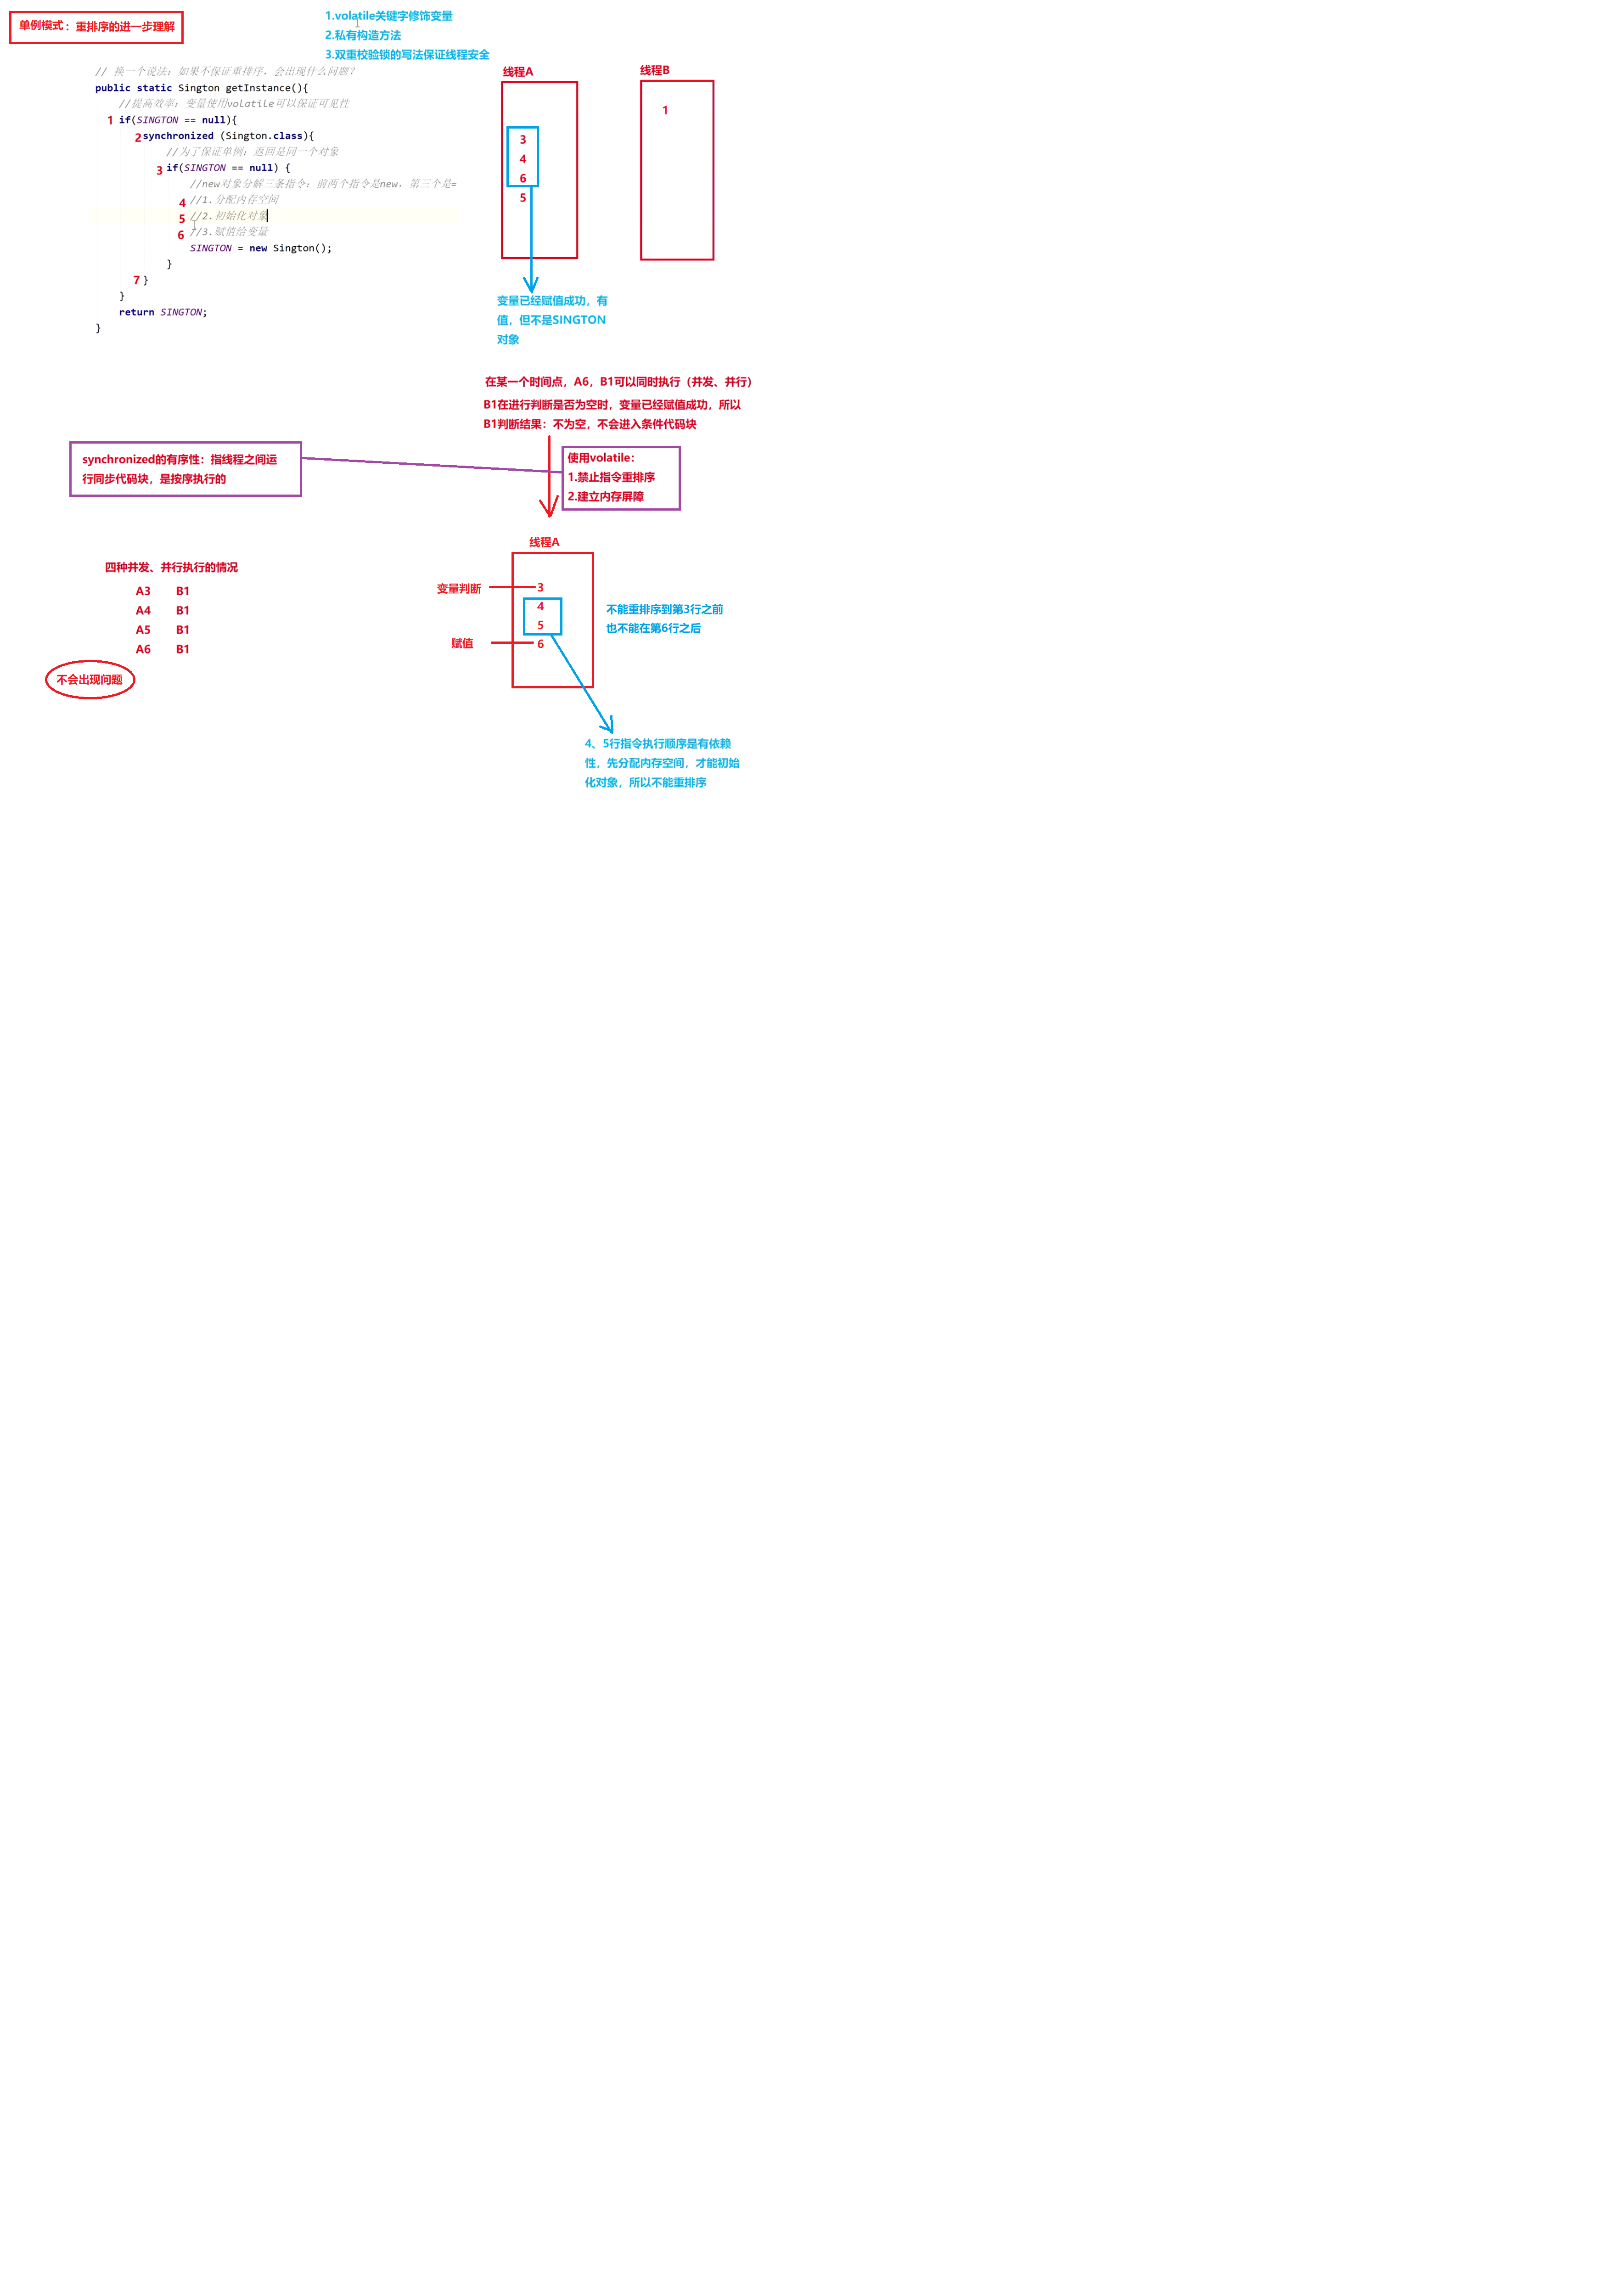 单例模式：重排序的进一步理解
1.volatile关键字修饰变量
2.私有构造方法
3.双重校验锁的写法保证线程安全
// 换一个说法：如果不保证重排序，会出现什么问题？
public static Sington getInstance(){
//提高效率：变量使用volatile可以保证可见性
1 if(SINGTON == null){
2 synchronized (Sington.class){
//为了保证单例：返回是同一个对象
3 if(SINGTON == null) {
//new对象分解三条指令：前两个指令是new，第三个是=
4 //1.分配内存空间
5 //2.初始化对象
6 //3.赋值给变量
SINGTON = new Sington();
}
7 }
}
return SINGTON;
}
线程A
3
4
6
5
线程B
1
变量已经赋值成功，有
值，但不是SINGTON
对象
在某一个时间点，A6，B1可以同时执行（并发、并行）
B1在进行判断是否为空时，变量已经赋值成功，所以
B1判断结果：不为空，不会进入条件代码块
synchronized的有序性：指线程之间运
行同步代码块，是按序执行的
使用volatile：
1.禁止指令重排序
2.建立内存屏障
四种并发、并行执行的情况
A3 B1
A4 B1
A5 B1
A6 B1
不会出现问题
线程A
变量判断
3
4
5
赋值
6
不能重排序到第3行之前
也不能在第6行之后
4、5行指令执行顺序是有依赖
性，先分配内存空间，才能初始
化对象，所以不能重排序